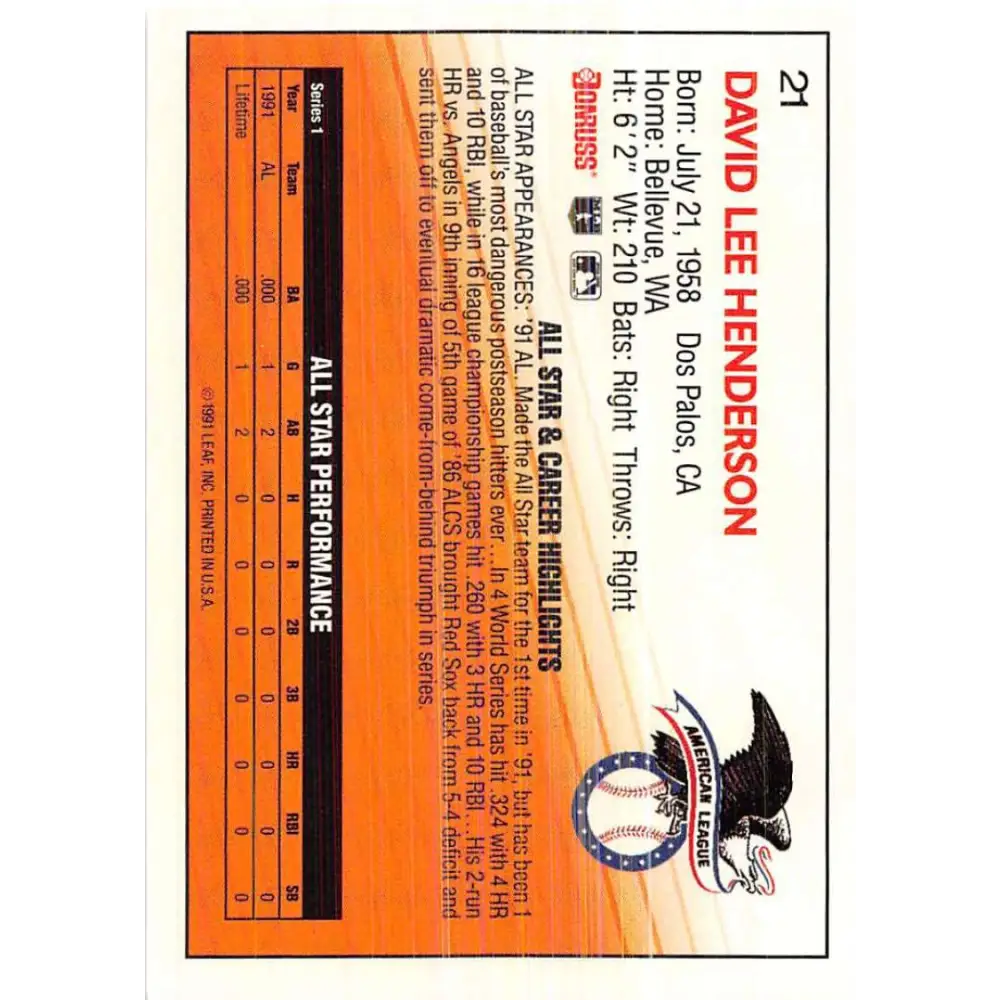 21
DAVID LEE HENDERSON
Born: July 21, 1958 Dos Palos, CA
Home: Bellevue, WA
Ht: 6'2" Wt: 210 Bats: Right Throws: Right
DONRUSS®
AMERICAN LEAGUE
ALL STAR & CAREER HIGHLIGHTS
ALL STAR APPEARANCES: '91 AL. Made the All Star team for the 1st time in '91, but has been 1
of baseball's most dangerous postseason hitters ever...In 4 World Series has hit .324 with 4 HR
and 10 RBI, while in 16 league championship games hit .260 with 3 HR and 10 RBI...His 2-run
HR vs. Angels in 9th inning of 5th game of '86 ALCS brought Red Sox back from 5-4 deficit and
sent them off to eventual dramatic come-from-behind triumph in series.
Series 1 ALL STAR PERFORMANCE
Year Team BA G AB H R 2B 3B HR RBI SB
1991 AL .000 1 2 0 0 0 0 0 0 0
Lifetime .000 1 2 0 0 0 0 0 0 0
© 1991 LEAF, INC. PRINTED IN U.S.A.